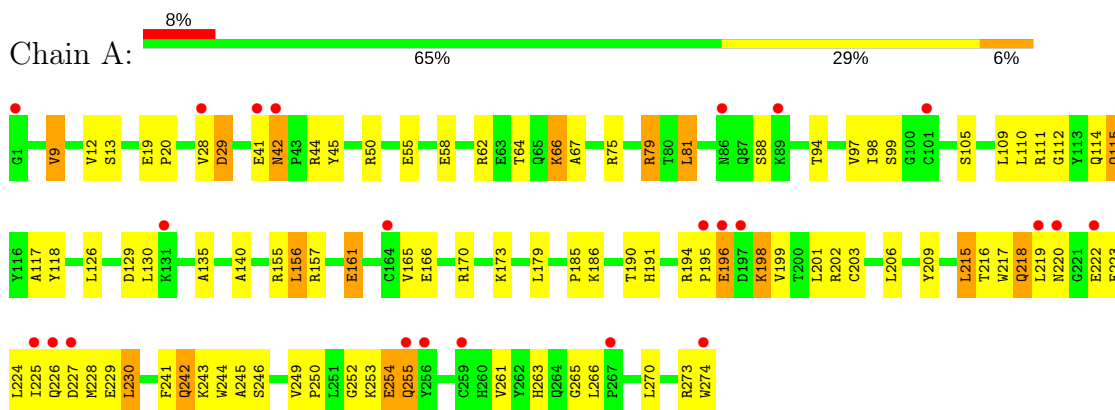 8%
Chain A:
65% 29% 6%
G1 V9 V12 S13 E19 P20 V28 D29 E41 N42 P43 R44 Y45 R50 E55 E58 R62 E63 T64 Q65 K66 A67 R75 R79 T80 L81 N86 Q87 S88 K89 T94 V97 I98 S99 G100 C101 S105 L109 L110 R111 G112 Y113 Q114
Y116 A117 Y118 L126 D129 L130 K131 A135 A140 R155 L156 R157 E161 C164 V165 E166 R170 K173 L179 P185 K186 T190 H191 R194 P195 E196 D197 K198 V199 T200 L201 R202 C203 L206 Y209 L215 T216 W217 Q218 L219 N220 G221 E222
L224 I225 Q226 D227 M228 E229 L230 F241 Q242 K243 W244 A245 S246 V249 P250 L251 G252 K253 E254 Q255 Y256 C259 H260 V261 Y262 H263 Q264 G265 L266 P267 L270 R273 W274